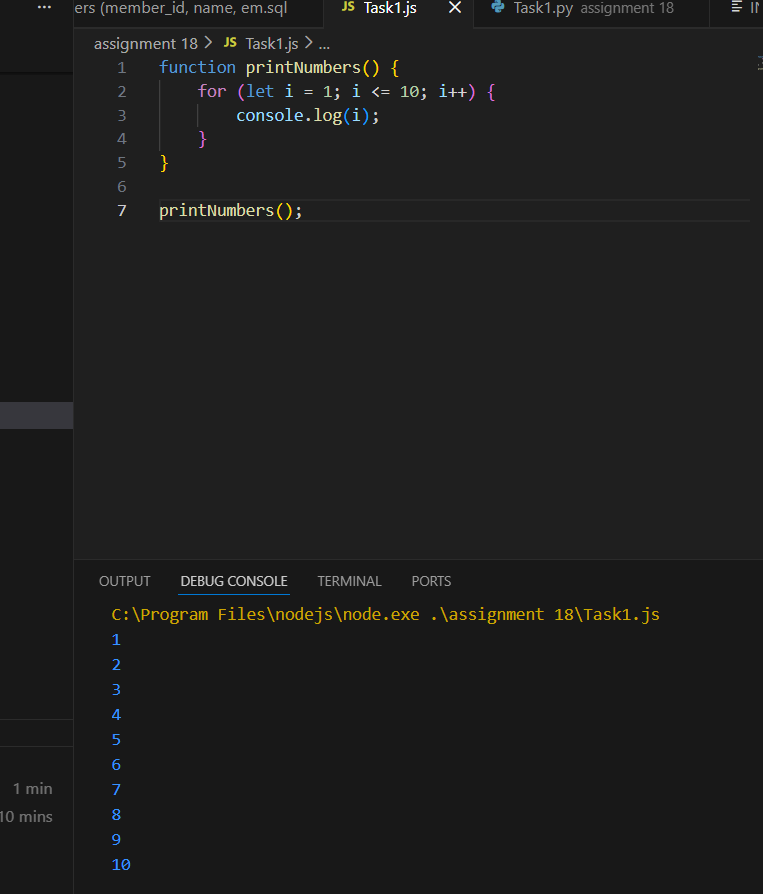 ... ers (member_id, name, em.sql JS Task1.js Task1.py assignment 18
assignment 18 > JS Task1.js > ...
1 function printNumbers() {
2 for (let i = 1; i <= 10; i++) {
3 console.log(i);
4 }
5 }
6
7 printNumbers();
OUTPUT DEBUG CONSOLE TERMINAL PORTS
C:\Program Files\nodejs\node.exe .\assignment 18\Task1.js
1
2
3
4
5
6
7
8
9
10
1 min
10 mins